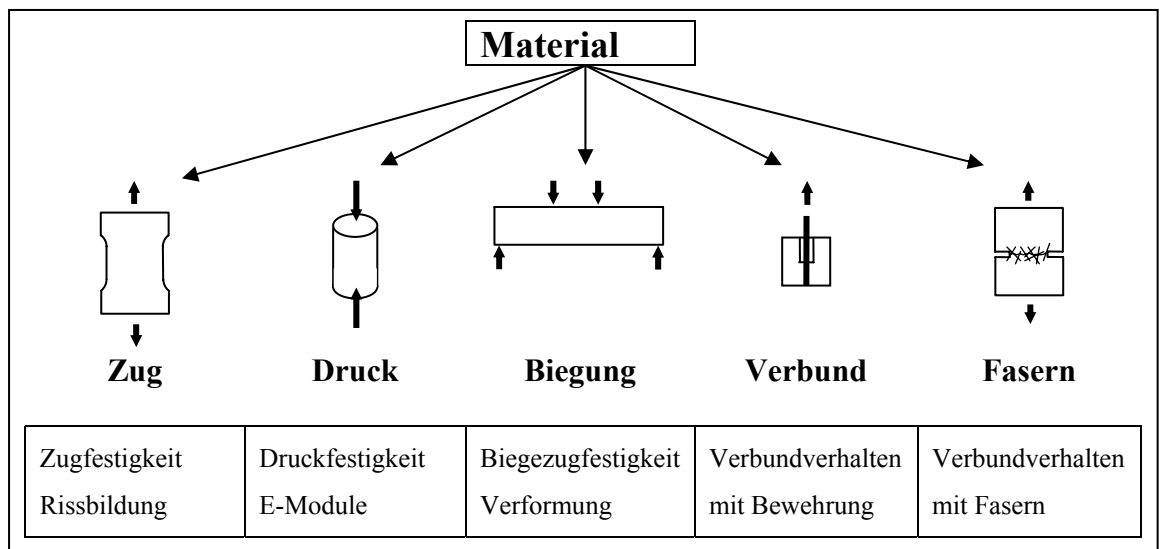 Material
Zug
Druck
Biegung
Verbund
Fasern
Zugfestigkeit
Rissbildung
Druckfestigkeit
E-Module
Biegezugfestigkeit
Verformung
Verbundverhalten
mit Bewehrung
Verbundverhalten
mit Fasern